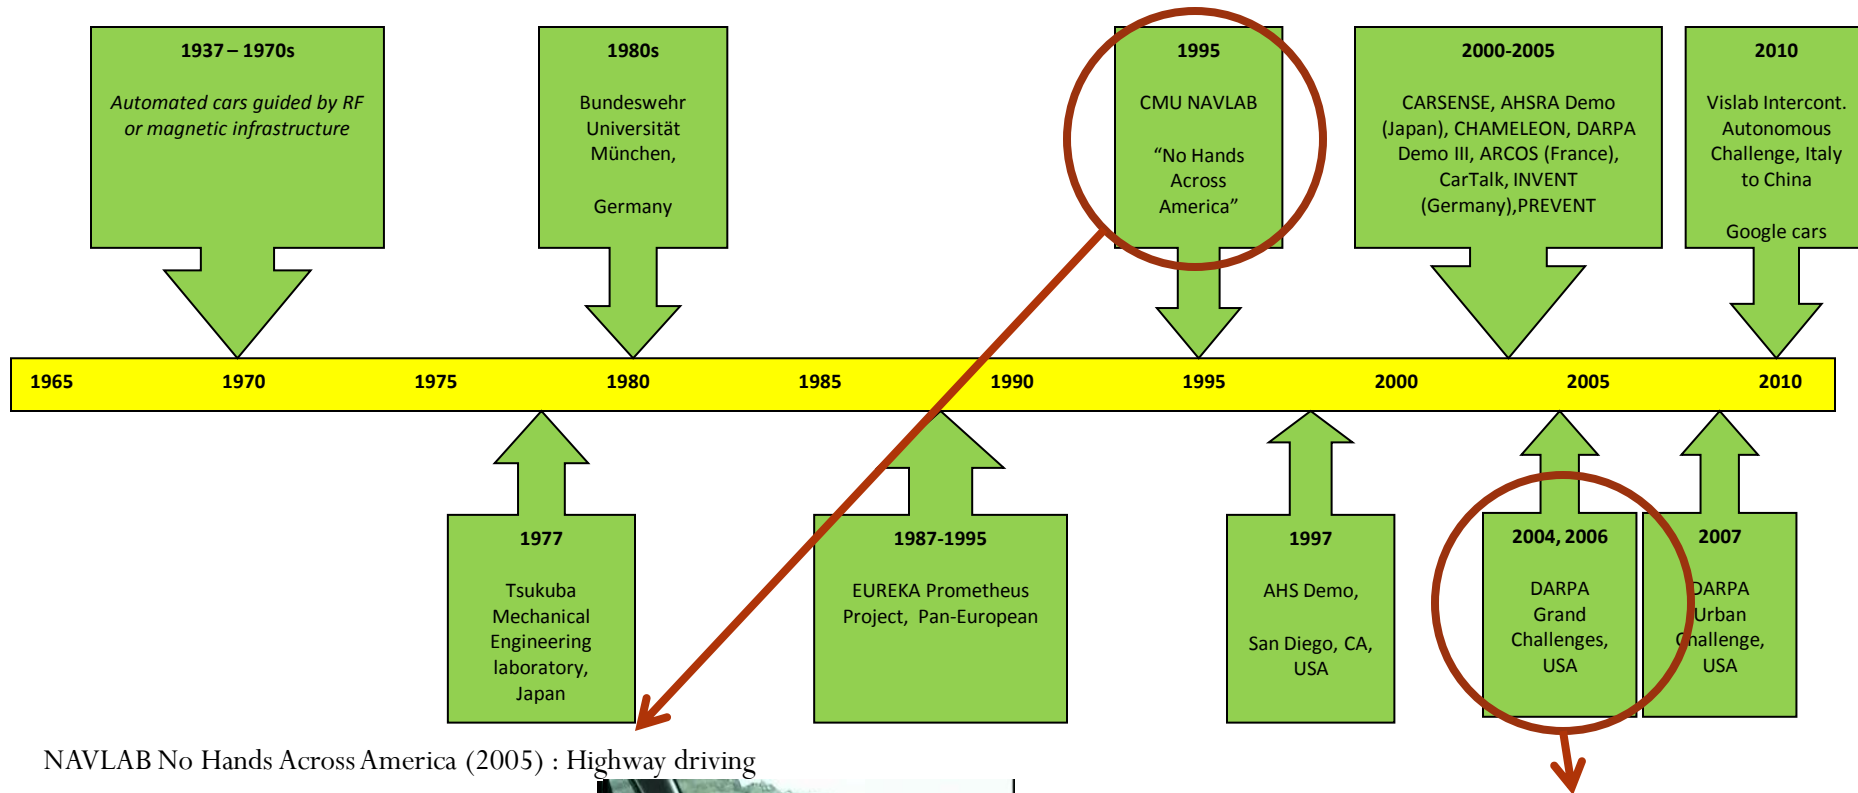 1937 – 1970s
Automated cars guided by RF
or magnetic infrastructure
1980s
Bundeswehr
Universität
München,
Germany
1995
CMU NAVLAB
“No Hands
Across
America”
2000-2005
CARSENSE, AHSRA Demo
(Japan), CHAMELEON, DARPA
Demo III, ARCOS (France),
CarTalk, INVENT
(Germany),PREVENT
2010
Vislab Intercont.
Autonomous
Challenge, Italy
to China
Google cars
1965 1970 1975 1980 1985 1990 1995 2000 2005 2010
1977
Tsukuba
Mechanical
Engineering
laboratory,
Japan
1987-1995
EUREKA Prometheus
Project, Pan-European
1997
AHS Demo,
San Diego, CA,
USA
2004, 2006
DARPA
Grand
Challenges,
USA
2007
DARPA
Urban
Challenge,
USA
NAVLAB No Hands Across America (2005) : Highway driving